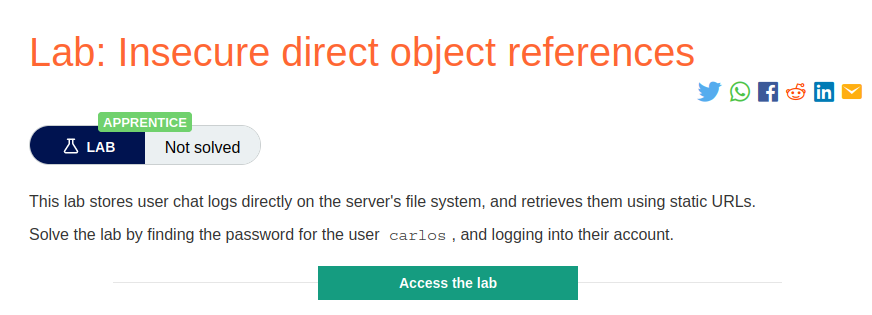 Lab: Insecure direct object references
APPRENTICE
LAB
Not solved
This lab stores user chat logs directly on the server's file system, and retrieves them using static URLs.
Solve the lab by finding the password for the user carlos , and logging into their account.
Access the lab